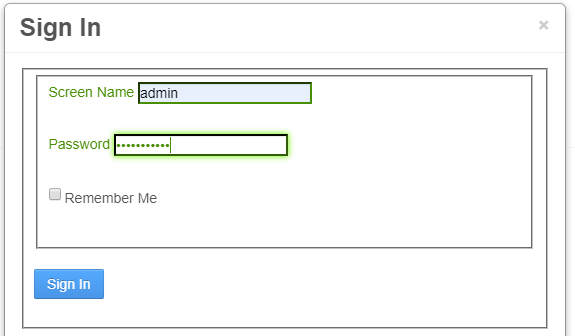 Sign In
×
Screen Name admin
Password •••••••••••
Remember Me
Sign In